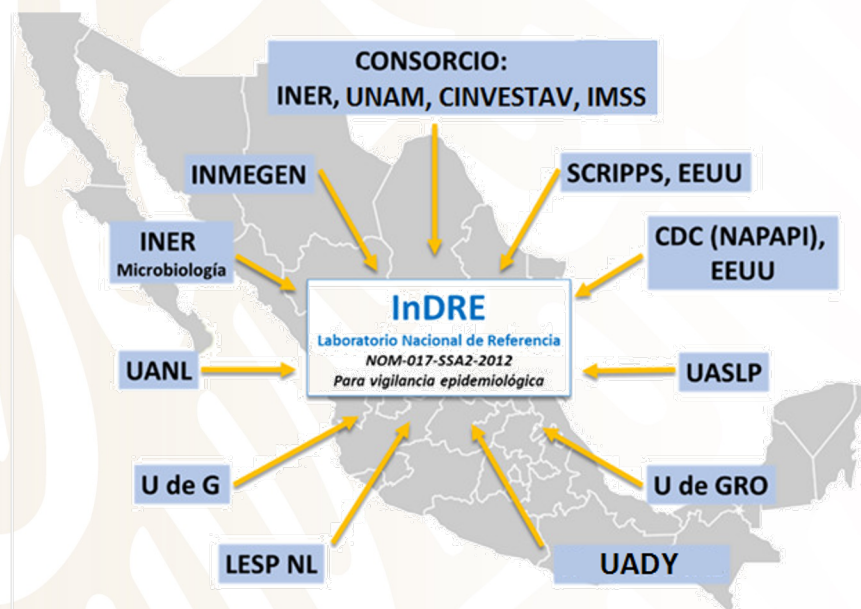 CONSORCIO:
INER, UNAM, CINVESTAV, IMSS
INMEGEN
SCRIPPS, EEUU
INER
Microbiología
CDC (NAPAPI),
EEUU
InDRE
Laboratorio Nacional de Referencia
NOM-017-SSA2-2012
Para vigilancia epidemiológica
UANL
UASLP
U de G
U de GRO
LESP NL
UADY